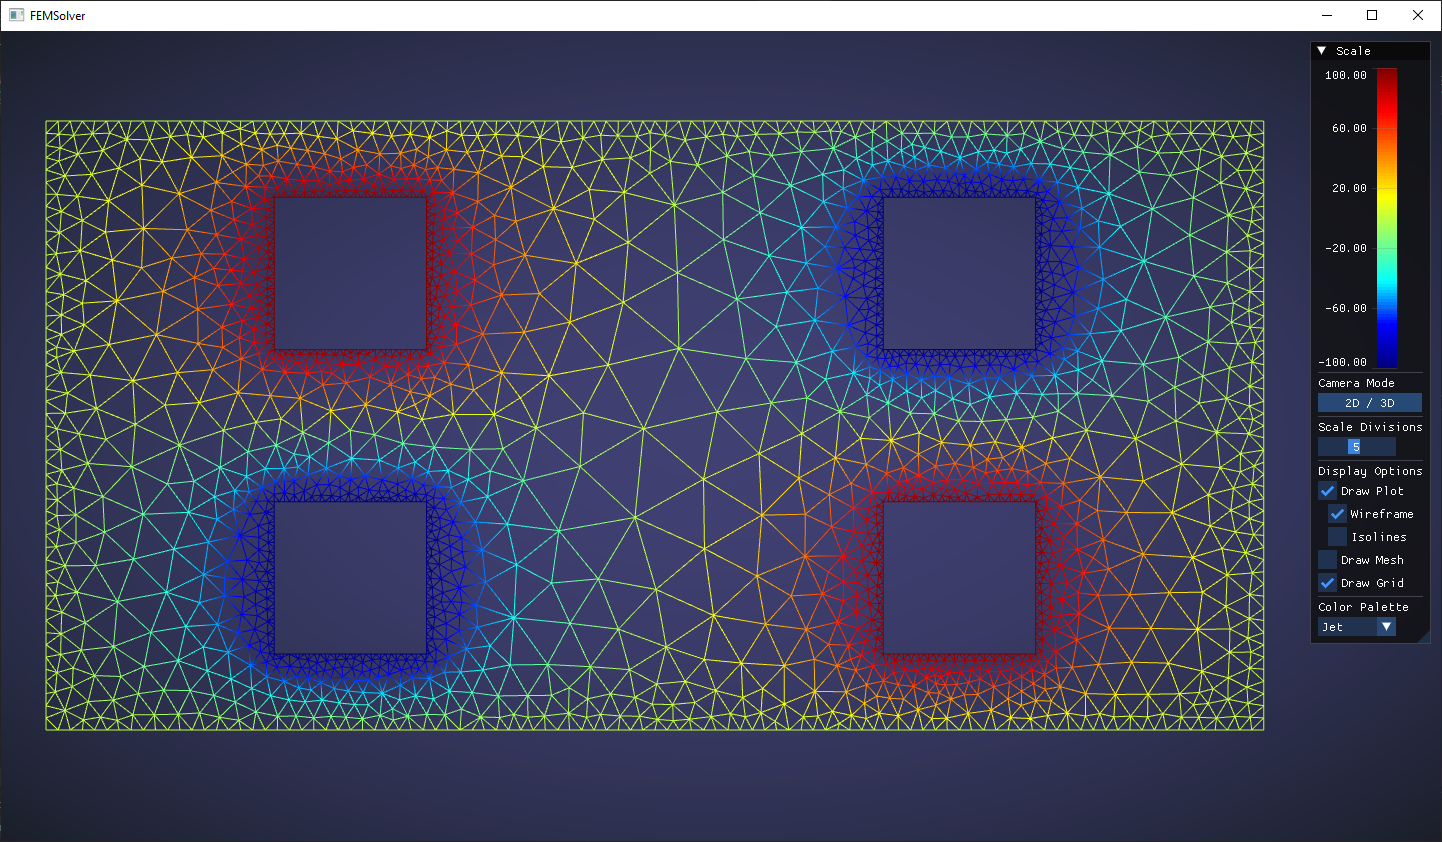 FEMSolver
Scale
100.00
60.00
20.00
-20.00
-60.00
-100.00
Camera Mode
2D / 3D
Scale Divisions
5
Display Options
Draw Plot
Wireframe
Isolines
Draw Mesh
Draw Grid
Color Palette
Jet